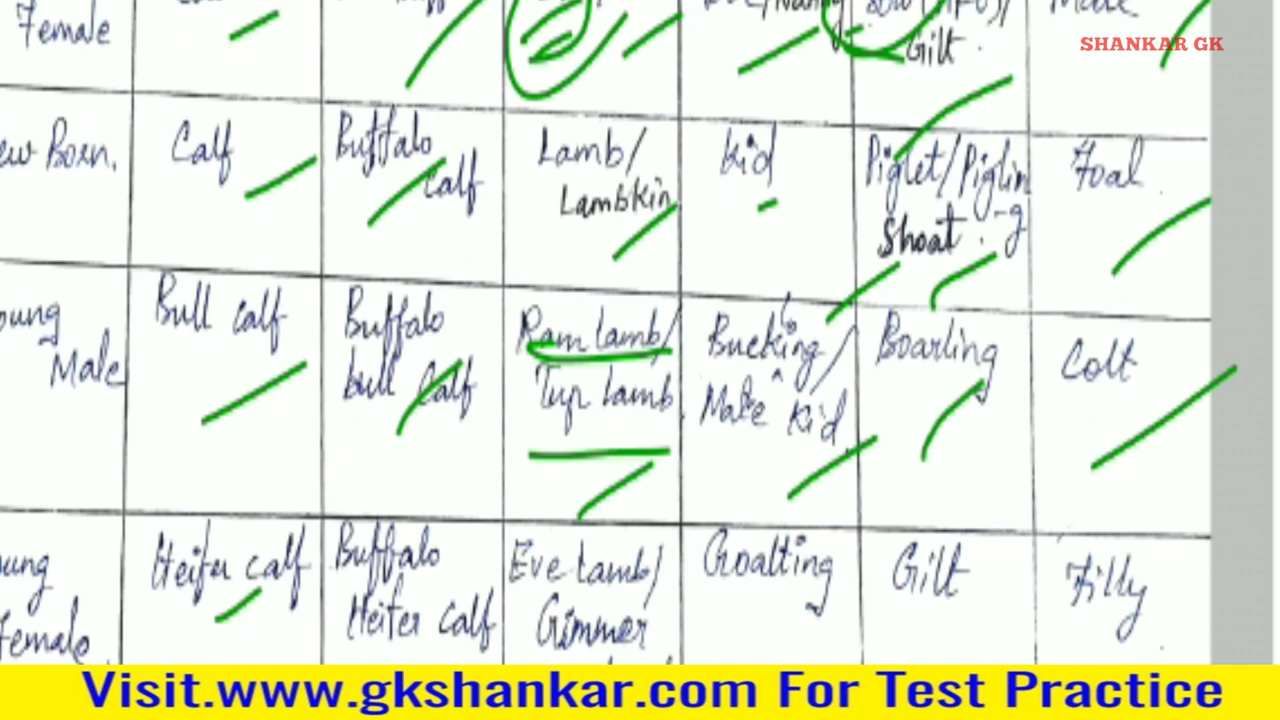 Female
Gilt
SHANKAR GK
ew Born.
Calf
Buffalo
calf
Lamb/
Lambkin
Kid
Piglet/Piglin
-g
Shoat
Foal
oung
Male
Bull calf
Buffalo
bull calf
Ram lamb/
Tup lamb
Bucking/
l
Male kid
Boarling
Colt
oung
Female
Heifer calf
Buffalo
Heifer calf
Eve lamb/
Gimmer
Goalting
Gilt
Filly
Visit.www.gkshankar.com For Test Practice